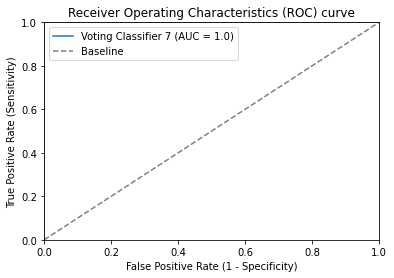 Receiver Operating Characteristics (ROC) curve
Voting Classifier 7 (AUC = 1.0)
Baseline
True Positive Rate (Sensitivity)
1.0
0.8
0.6
0.4
0.2
0.0
0.0 0.2 0.4 0.6 0.8 1.0
False Positive Rate (1 - Specificity)